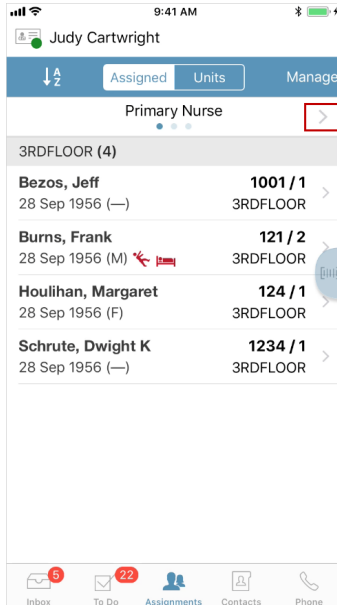 9:41 AM
Judy Cartwright
A Z Assigned Units Manage
Primary Nurse
3RDFLOOR (4)
Bezos, Jeff 1001 / 1
28 Sep 1956 (—) 3RDFLOOR
Burns, Frank 121 / 2
28 Sep 1956 (M) 3RDFLOOR
Houlihan, Margaret 124 / 1
28 Sep 1956 (F) 3RDFLOOR
Schrute, Dwight K 1234 / 1
28 Sep 1956 (—) 3RDFLOOR
5 22
Inbox To Do Assignments Contacts Phone